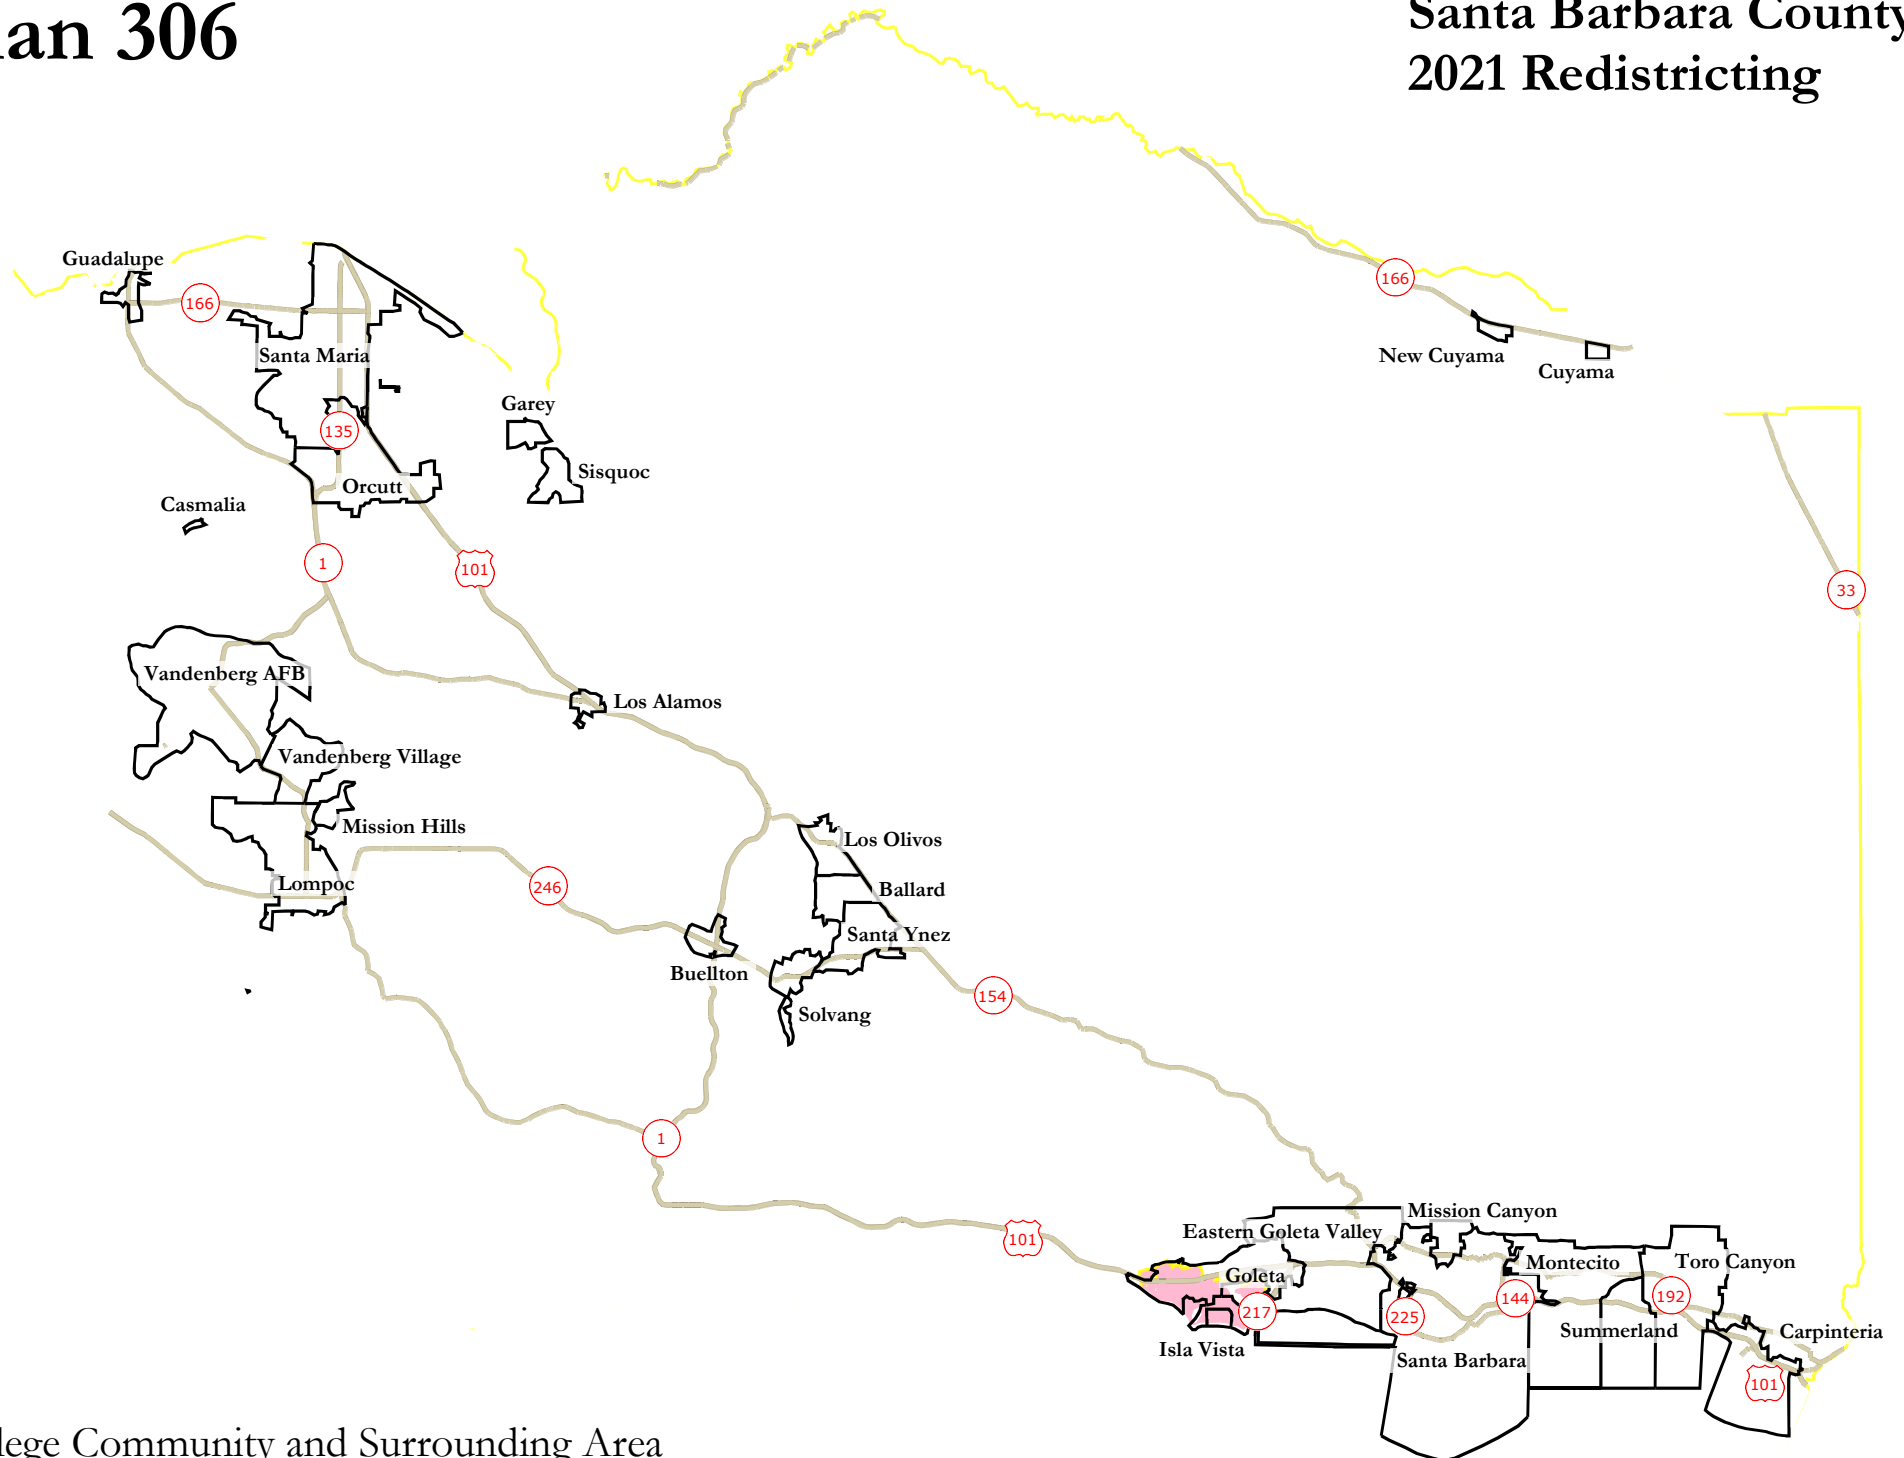 an 306
Santa Barbara County
2021 Redistricting
Guadalupe
166
Santa Maria
135
Orcutt
Garey
Sisquoc
Casmalia
1
101
166
New Cuyama
Cuyama
33
Vandenberg AFB
Los Alamos
Vandenberg Village
Mission Hills
Lompoc
246
Los Olivos
Ballard
Santa Ynez
Buellton
Solvang
154
1
101
Mission Canyon
Eastern Goleta Valley
Goleta
Montecito
Toro Canyon
217
225
144
192
Isla Vista
Summerland
Carpinteria
Santa Barbara
101
lege Community and Surrounding Area